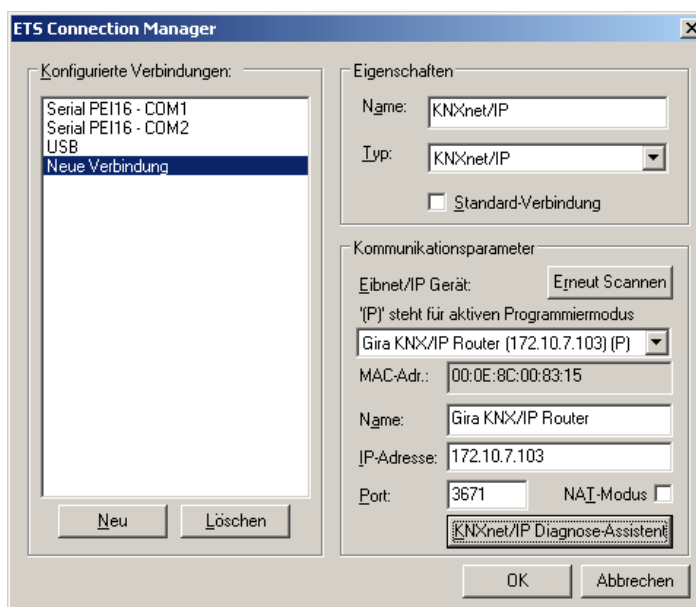 ETS Connection Manager
Konfigurierte Verbindungen:
Serial PEI16 - COM1
Serial PEI16 - COM2
USB
Neue Verbindung
Neu
Löschen
Eigenschaften
Name: KNXnet/IP
Typ: KNXnet/IP
Standard-Verbindung
Kommunikationsparameter
Eibnet/IP Gerät: Erneut Scannen
'(P)' steht für aktiven Programmiermodus
Gira KNX/IP Router (172.10.7.103) (P)
MAC-Adr.: 00:0E:8C:00:83:15
Name: Gira KNX/IP Router
IP-Adresse: 172.10.7.103
Port: 3671 NAT-Modus
KNXnet/IP Diagnose-Assistent
OK Abbrechen